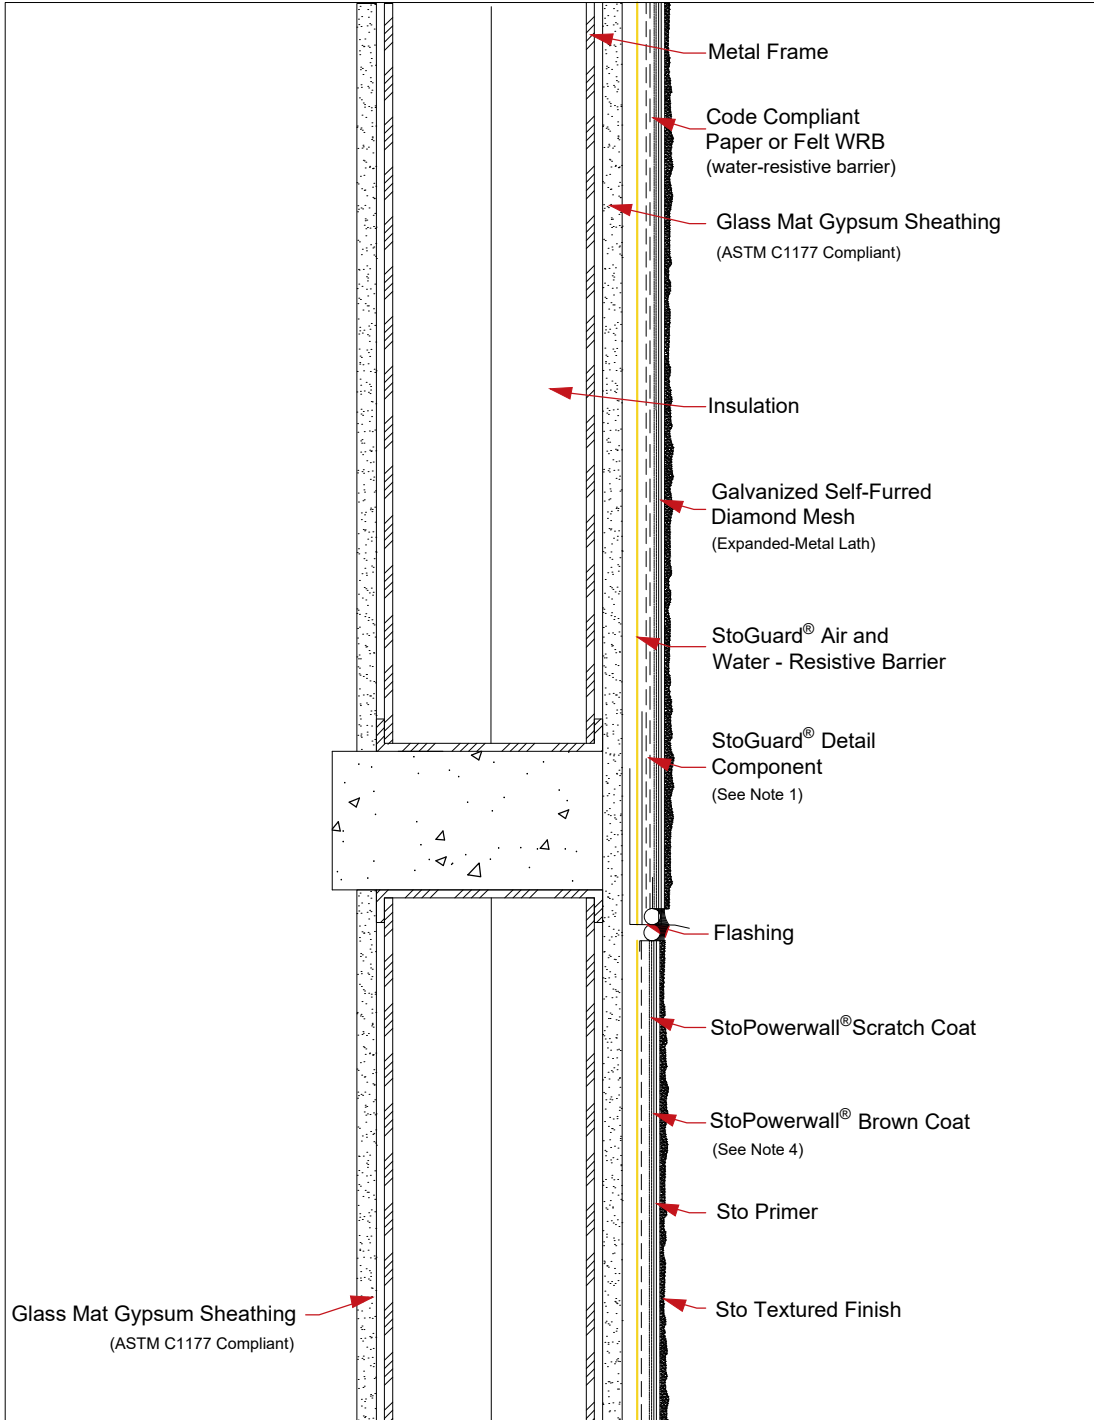 Metal Frame
Code Compliant
Paper or Felt WRB
(water-resistive barrier)
Glass Mat Gypsum Sheathing
(ASTM C1177 Compliant)
Insulation
Galvanized Self-Furred
Diamond Mesh
(Expanded-Metal Lath)
StoGuard® Air and
Water - Resistive Barrier
StoGuard® Detail
Component
(See Note 1)
Flashing
StoPowerwall®Scratch Coat
StoPowerwall® Brown Coat
(See Note 4)
Sto Primer
Sto Textured Finish
Glass Mat Gypsum Sheathing
(ASTM C1177 Compliant)